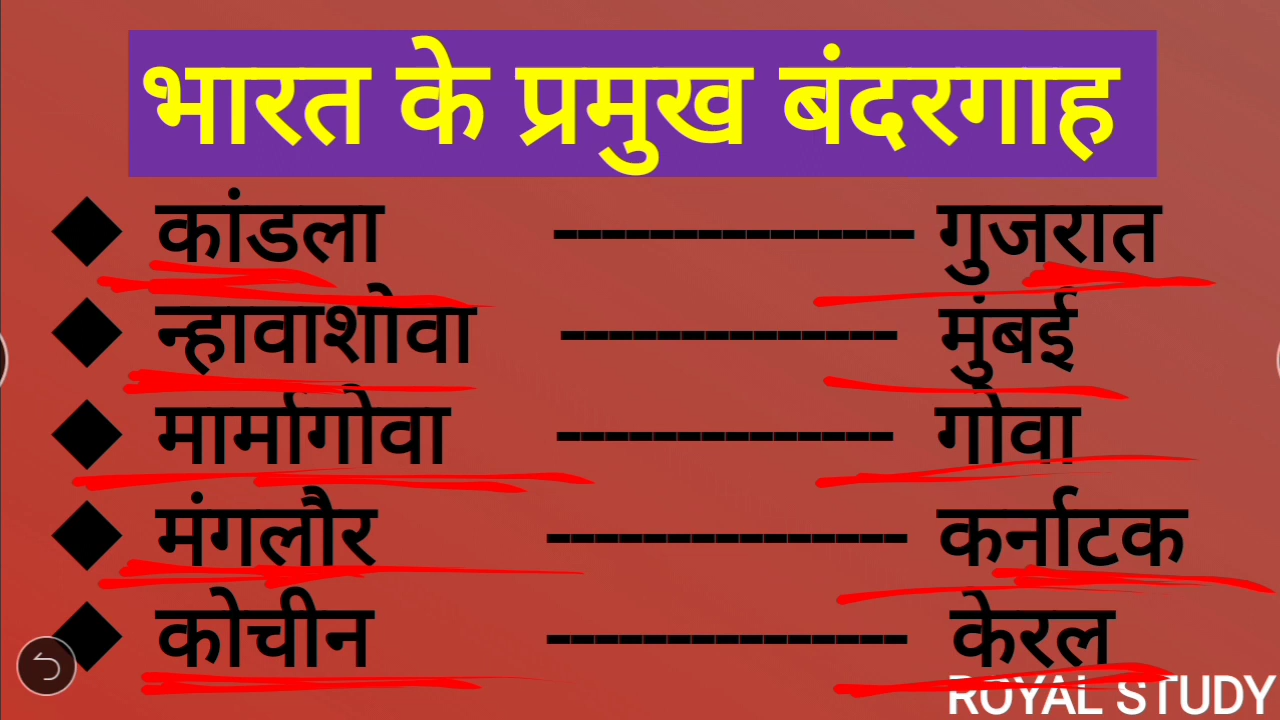 भारत के प्रमुख बंदरगाह
◆ कांडला --------------- गुजरात
◆ न्हावाशेवा -------------- मुंबई
◆ मार्मागोवा -------------- गोवा
◆ मंगलौर --------------- कर्नाटक
◆ कोचीन --------------- केरल
ROYAL STUDY